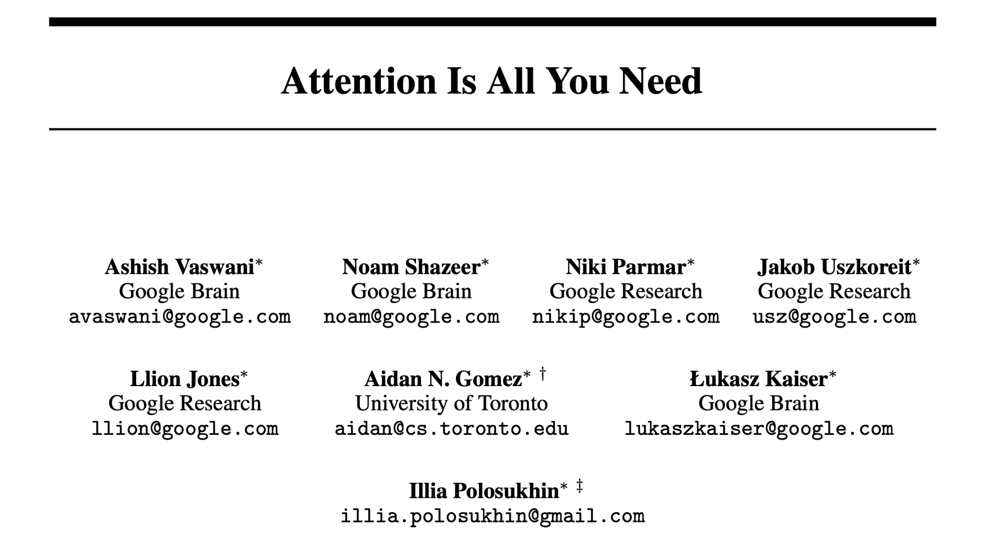 Attention Is All You Need
Ashish Vaswani* Noam Shazeer* Niki Parmar* Jakob Uszkoreit*
Google Brain Google Brain Google Research Google Research
avaswani@google.com noam@google.com nikip@google.com usz@google.com
Llion Jones* Aidan N. Gomez* † Łukasz Kaiser*
Google Research University of Toronto Google Brain
llion@google.com aidan@cs.toronto.edu lukaszkaiser@google.com
Illia Polosukhin* ‡
illia.polosukhin@gmail.com